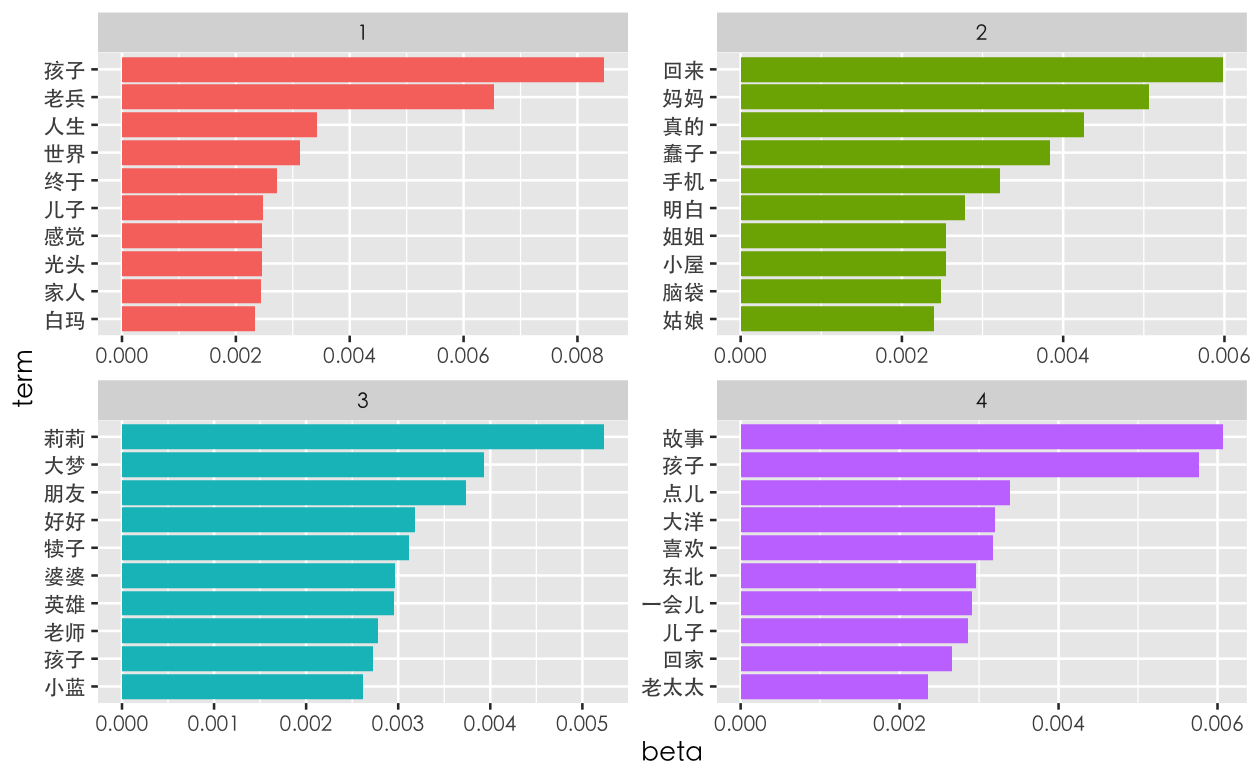 1
孩子
老兵
人生
世界
终于
儿子
感觉
光头
家人
白玛
0.000 0.002 0.004 0.006 0.008
2
回来
妈妈
真的
蠢子
手机
明白
姐姐
小屋
脑袋
姑娘
0.000 0.002 0.004 0.006
term
3
莉莉
大梦
朋友
好好
犊子
婆婆
英雄
老师
孩子
小蓝
0.000 0.001 0.002 0.003 0.004 0.005
4
故事
孩子
点儿
大洋
喜欢
东北
一会儿
儿子
回家
老太太
0.000 0.002 0.004 0.006
beta